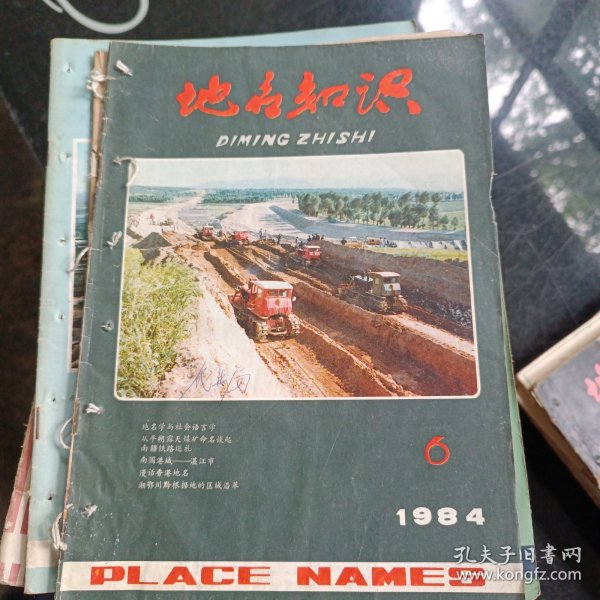 地名知识
DIMING ZHISHI
地名学与社会语言学
从平朔露天煤矿命名谈起
南疆铁路巡礼
南国港城——湛江市
漫话香港地名
湘鄂川黔根据地的区域沿革
6
1984
PLACE NAMES
孔夫子旧书网
www.kongfz.com